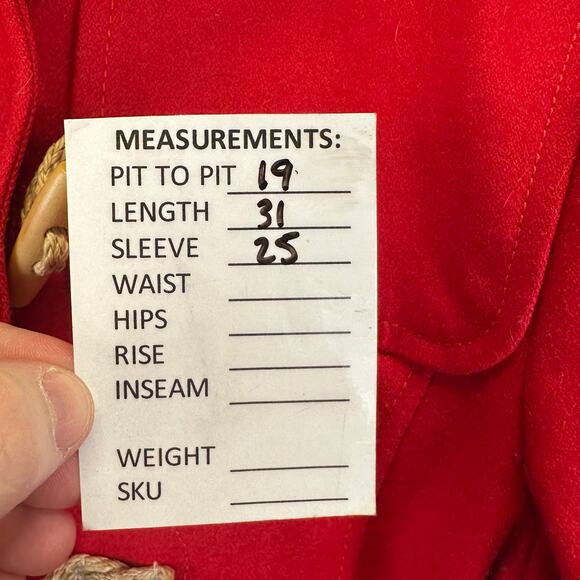 MEASUREMENTS:
PIT TO PIT 19
LENGTH 31
SLEEVE 25
WAIST
HIPS
RISE
INSEAM
WEIGHT
SKU